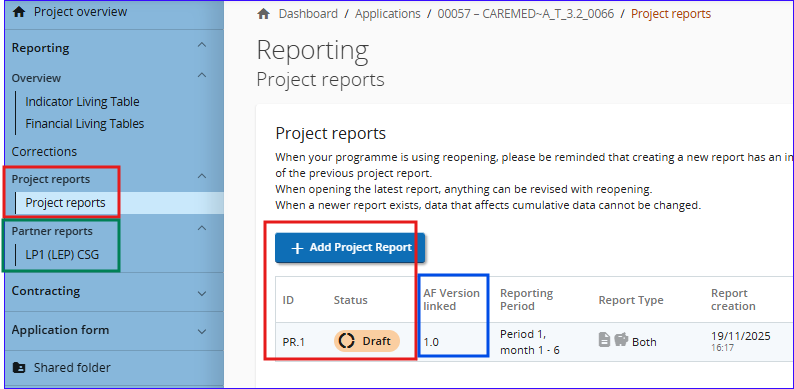 Project overview
Reporting
Overview
Indicator Living Table
Financial Living Tables
Corrections
Project reports
Project reports
Partner reports
LP1 (LEP) CSG
Contracting
Application form
Shared folder
Dashboard / Applications / 00057 – CAREMED~A_T_3.2_0066 / Project reports
Reporting
Project reports
Project reports
When your programme is using reopening, please be reminded that creating a new report has an im
of the previous project report.
When opening the latest report, anything can be revised with reopening.
When a newer report exists, data that affects cumulative data cannot be changed.
+ Add Project Report
ID Status AF Version linked Reporting Period Report Type Report creation
PR.1 Draft 1.0 Period 1, month 1 - 6 Both 19/11/2025 16:17